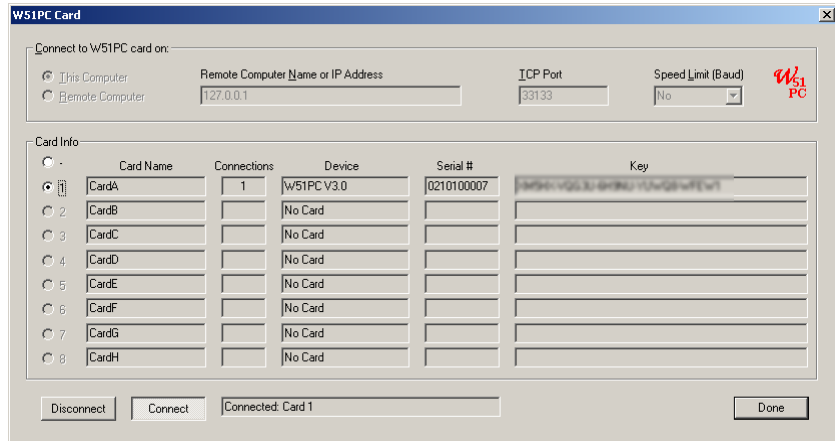 W51PC Card
Connect to W51PC card on:
This Computer
Remote Computer Name or IP Address
TCP Port
Speed Limit (Baud)
Remote Computer
127.0.0.1
33133
No
W51
PC
Card Info
-
Card Name Connections Device Serial # Key
1 CardA 1 W51PC V3.0 0210100007
2 CardB No Card
3 CardC No Card
4 CardD No Card
5 CardE No Card
6 CardF No Card
7 CardG No Card
8 CardH No Card
Disconnect Connect Connected: Card 1 Done